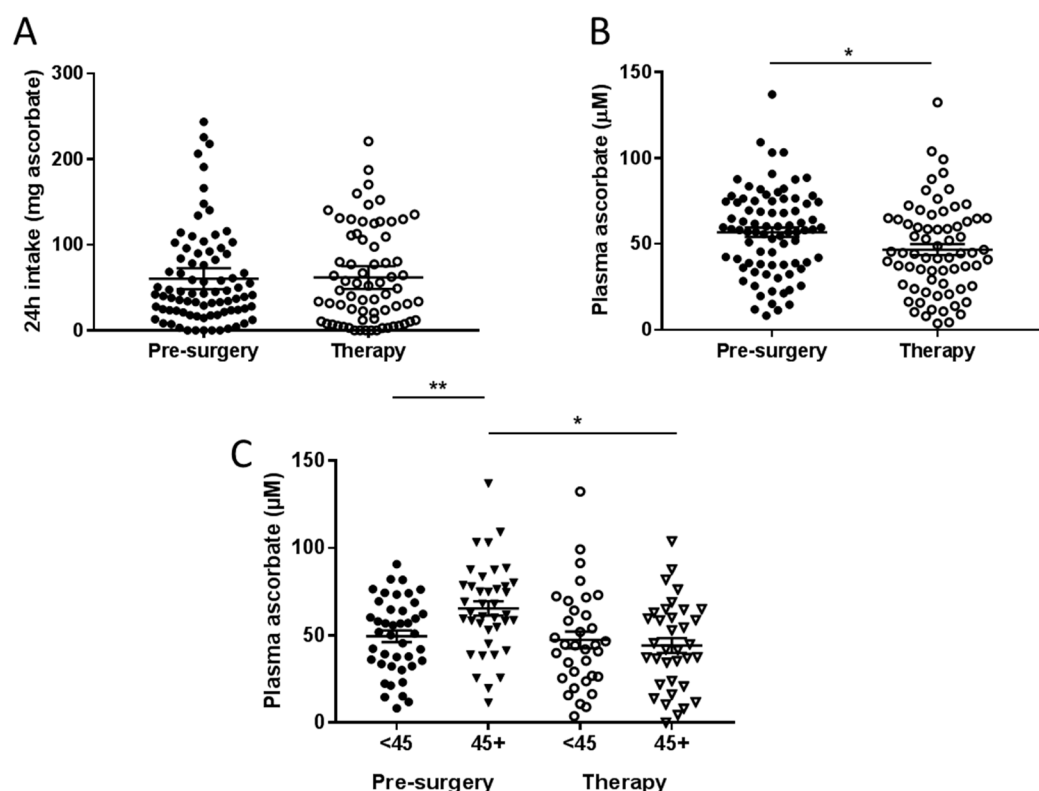 A
24h intake (mg ascorbate)
300
200
100
0
Pre-surgery
Therapy
B
*
Plasma ascorbate (µM)
150
100
50
0
Pre-surgery
Therapy
C
**
*
Plasma ascorbate (µM)
150
100
50
0
<45
45+
<45
45+
Pre-surgery
Therapy